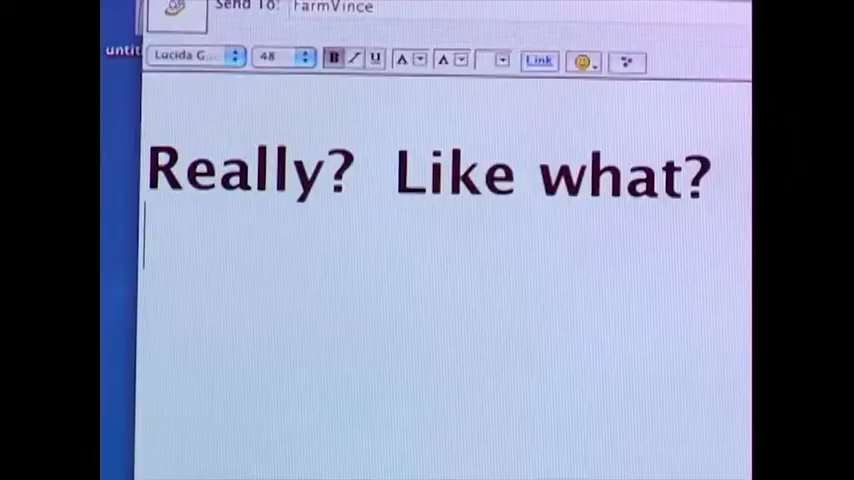 Send To: FarmVince
untit
Lucida G... 48 B I U A A Link
Really? Like what?